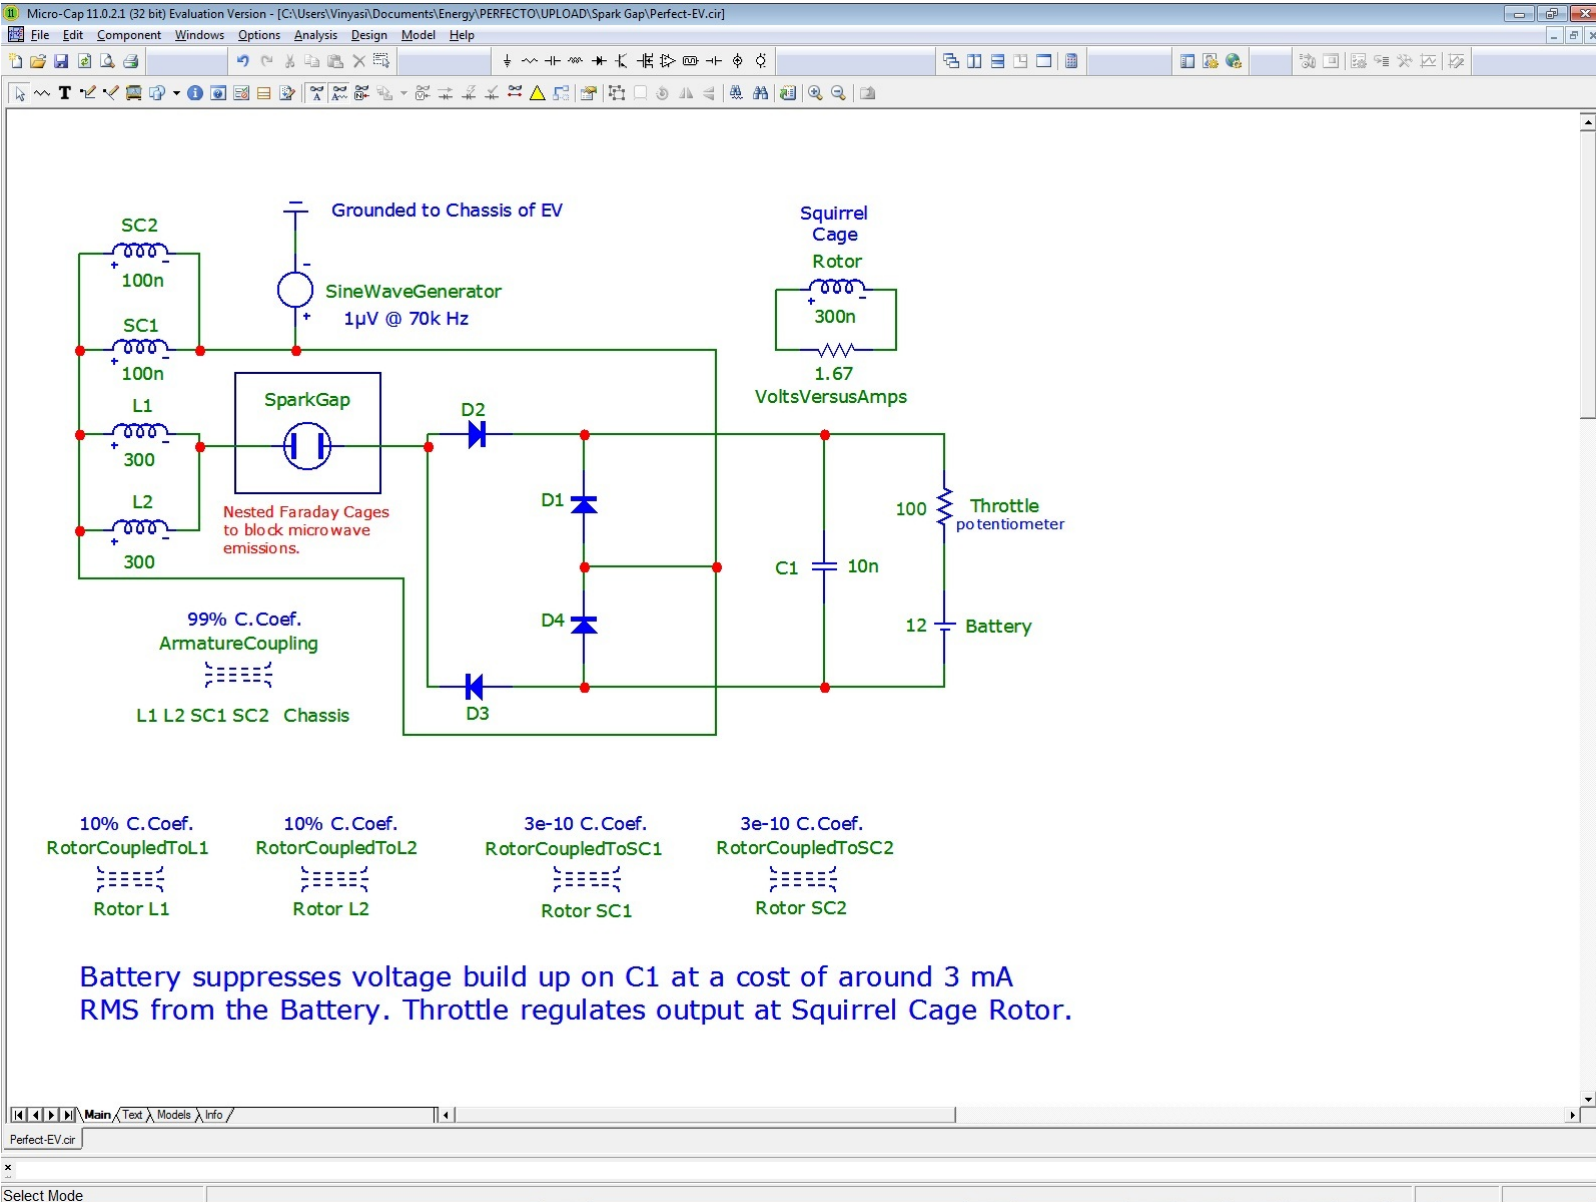 Micro-Cap 11.0.2.1 (32 bit) Evaluation Version - [C:\Users\Vinyasi\Documents\Energy\PERFECTO\UPLOAD\Spark Gap\Perfect-EV.cir]
File Edit Component Windows Options Analysis Design Model Help
Grounded to Chassis of EV
SC2
100n
SineWaveGenerator
1µV @ 70k Hz
SC1
100n
Squirrel
Cage
Rotor
300n
1.67
VoltsVersusAmps
L1
300
SparkGap
D2
L2
300
Nested Faraday Cages
to block microwave
emissions.
D1
100 Throttle
potentiometer
C1 10n
D4
12 Battery
D3
99% C.Coef.
ArmatureCoupling
L1 L2 SC1 SC2 Chassis
10% C.Coef.
RotorCoupledToL1
Rotor L1
10% C.Coef.
RotorCoupledToL2
Rotor L2
3e-10 C.Coef.
RotorCoupledToSC1
Rotor SC1
3e-10 C.Coef.
RotorCoupledToSC2
Rotor SC2
Battery suppresses voltage build up on C1 at a cost of around 3 mA
RMS from the Battery. Throttle regulates output at Squirrel Cage Rotor.
Main Text Models Info
Perfect-EV.cir
Select Mode